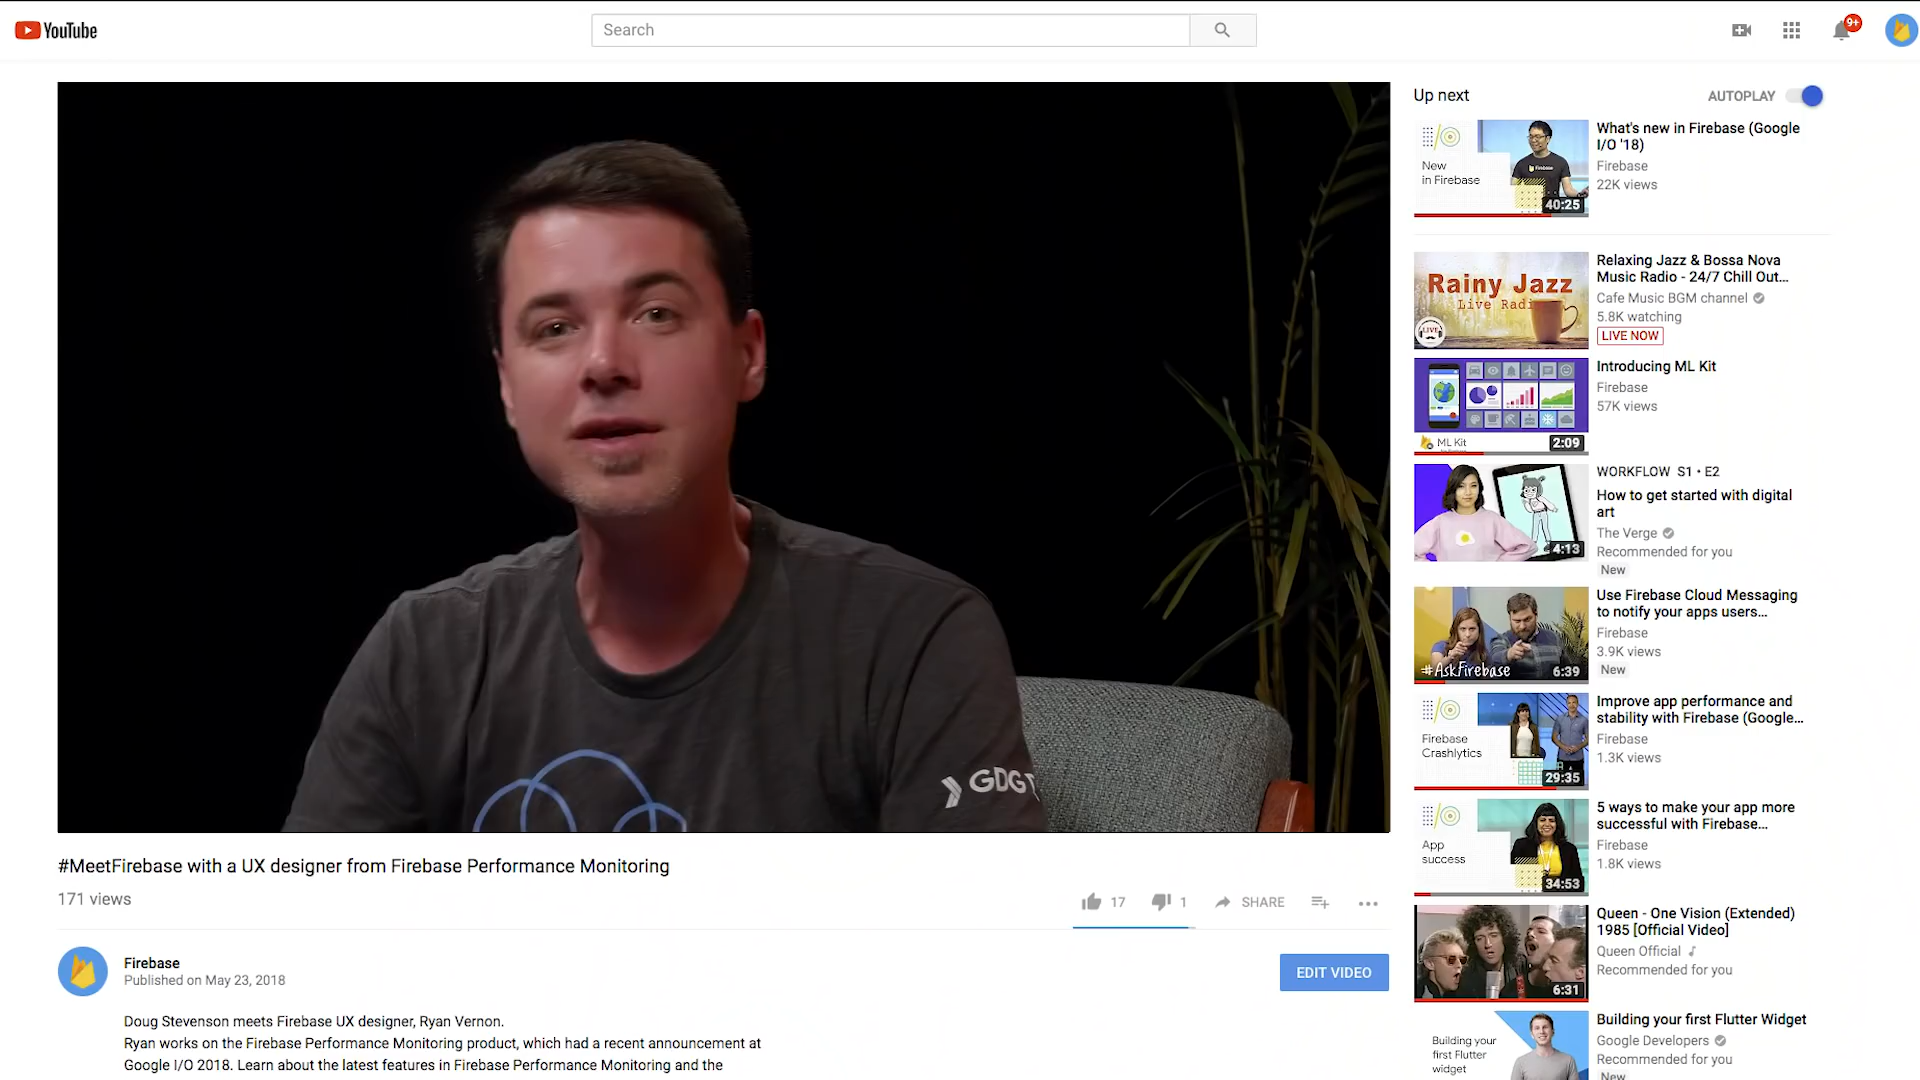 YouTube
Search
9+
Up next
AUTOPLAY
New
in Firebase
Firebase
40:25
What's new in Firebase (Google
I/O '18)
Firebase
22K views
Rainy Jazz
Live Radi
LIVE
Relaxing Jazz & Bossa Nova
Music Radio - 24/7 Chill Out...
Cafe Music BGM channel
5.8K watching
LIVE NOW
ML Kit
2:09
Introducing ML Kit
Firebase
57K views
4:13
WORKFLOW S1 • E2
How to get started with digital
art
The Verge
Recommended for you
New
#AskFirebase
6:39
Use Firebase Cloud Messaging
to notify your apps users...
Firebase
3.9K views
New
Firebase
Crashlytics
29:35
Improve app performance and
stability with Firebase (Google...
Firebase
1.3K views
App
success
34:53
5 ways to make your app more
successful with Firebase...
Firebase
1.8K views
6:31
Queen - One Vision (Extended)
1985 [Official Video]
Queen Official
Recommended for you
Building your
first Flutter
widget
Building your first Flutter Widget
Google Developers
Recommended for you
New
GDG
#MeetFirebase with a UX designer from Firebase Performance Monitoring
171 views
17
1
SHARE
Firebase
Published on May 23, 2018
EDIT VIDEO
Doug Stevenson meets Firebase UX designer, Ryan Vernon.
Ryan works on the Firebase Performance Monitoring product, which had a recent announcement at
Google I/O 2018. Learn about the latest features in Firebase Performance Monitoring and the